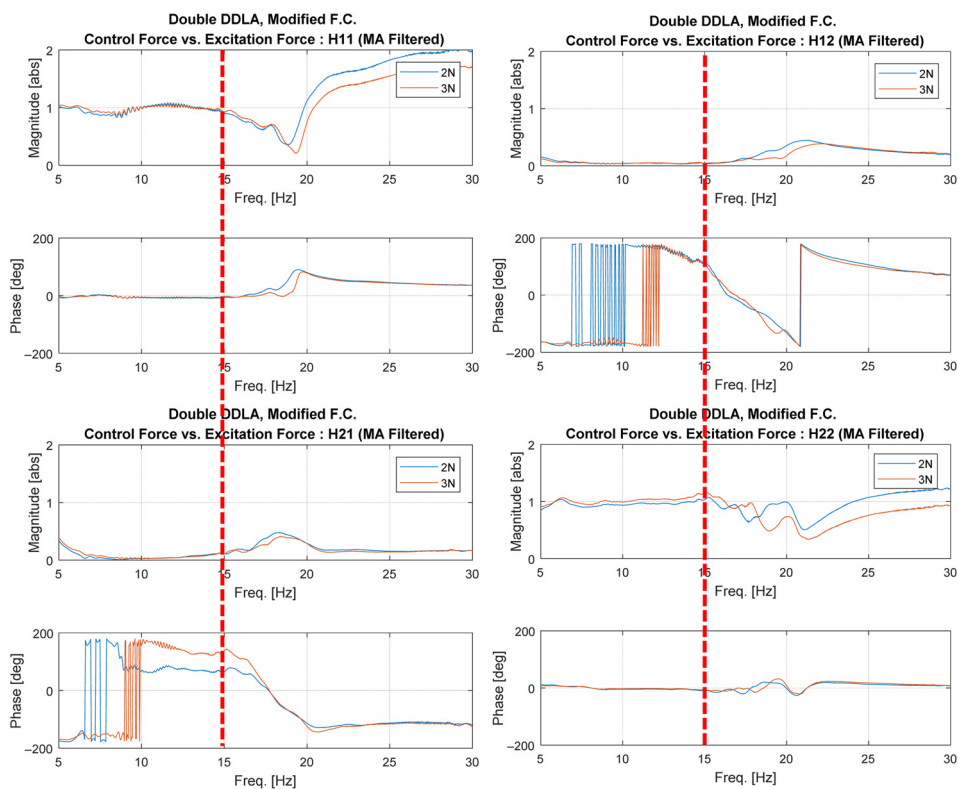 Double DDLA, Modified F.C.
Control Force vs. Excitation Force : H11 (MA Filtered)
2
1
0
Magnitude [abs]
2N
3N
5 10 15 20 25 30
Freq. [Hz]
200
0
–200
Phase [deg]
5 10 15 20 25 30
Freq. [Hz]
Double DDLA, Modified F.C.
Control Force vs. Excitation Force : H12 (MA Filtered)
2
1
0
Magnitude [abs]
2N
3N
5 10 15 20 25 30
Freq. [Hz]
200
0
–200
Phase [deg]
5 10 15 20 25 30
Freq. [Hz]
Double DDLA, Modified F.C.
Control Force vs. Excitation Force : H21 (MA Filtered)
2
1
0
Magnitude [abs]
2N
3N
5 10 15 20 25 30
Freq. [Hz]
200
0
–200
Phase [deg]
5 10 15 20 25 30
Freq. [Hz]
Double DDLA, Modified F.C.
Control Force vs. Excitation Force : H22 (MA Filtered)
2
1
0
Magnitude [abs]
2N
3N
5 10 15 20 25 30
Freq. [Hz]
200
0
–200
Phase [deg]
5 10 15 20 25 30
Freq. [Hz]